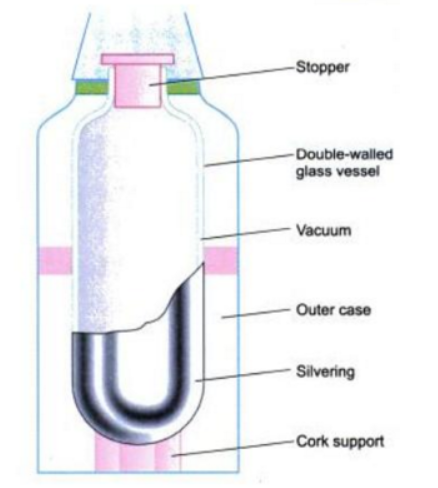 Stopper
Double-walled
glass vessel
Vacuum
Outer case
Silvering
Cork support